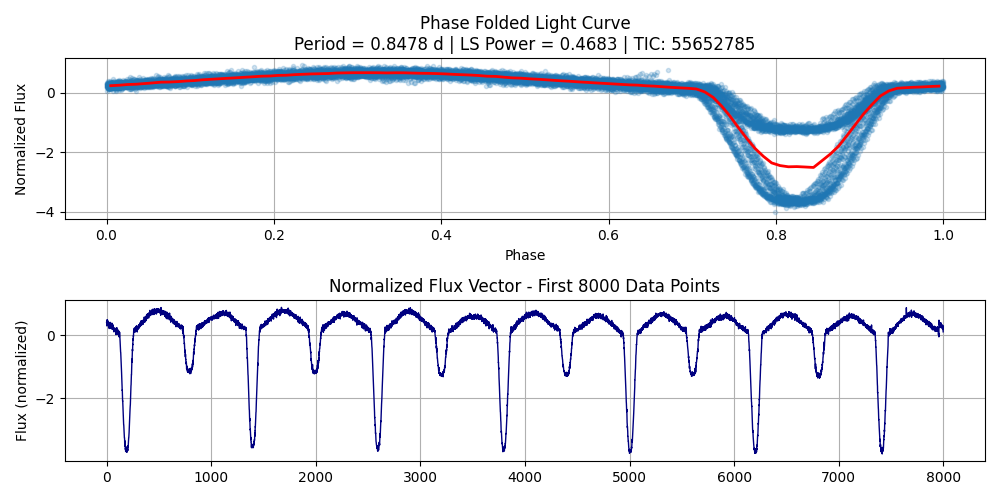 Phase Folded Light Curve
Period = 0.8478 d | LS Power = 0.4683 | TIC: 55652785
Normalized Flux
0
−2
−4
0.0 0.2 0.4 0.6 0.8 1.0
Phase
Normalized Flux Vector - First 8000 Data Points
Flux (normalized)
0
−2
0 1000 2000 3000 4000 5000 6000 7000 8000